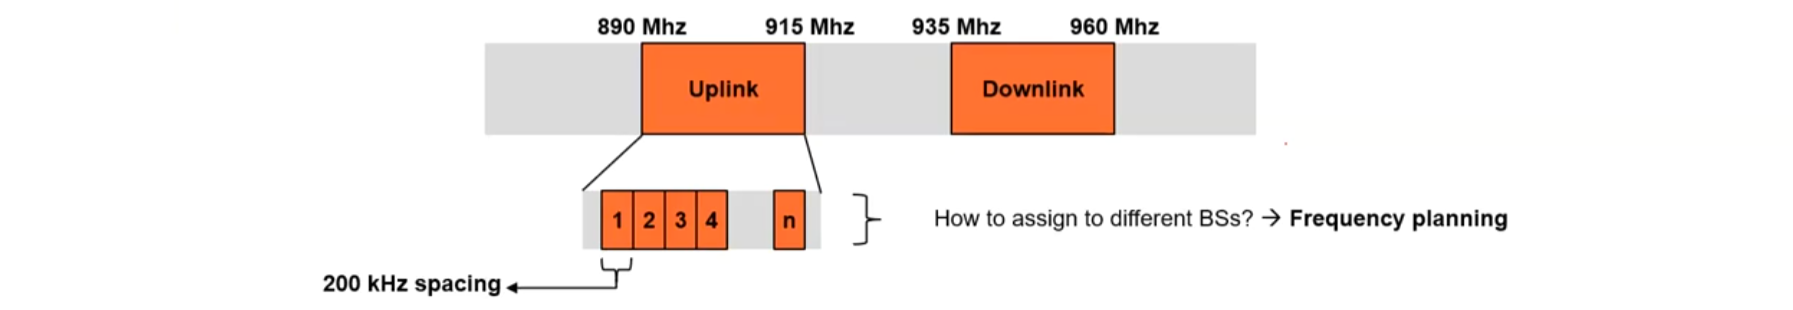 890 Mhz 915 Mhz 935 Mhz 960 Mhz
Uplink Downlink
1 2 3 4 n
How to assign to different BSs? → Frequency planning
200 kHz spacing